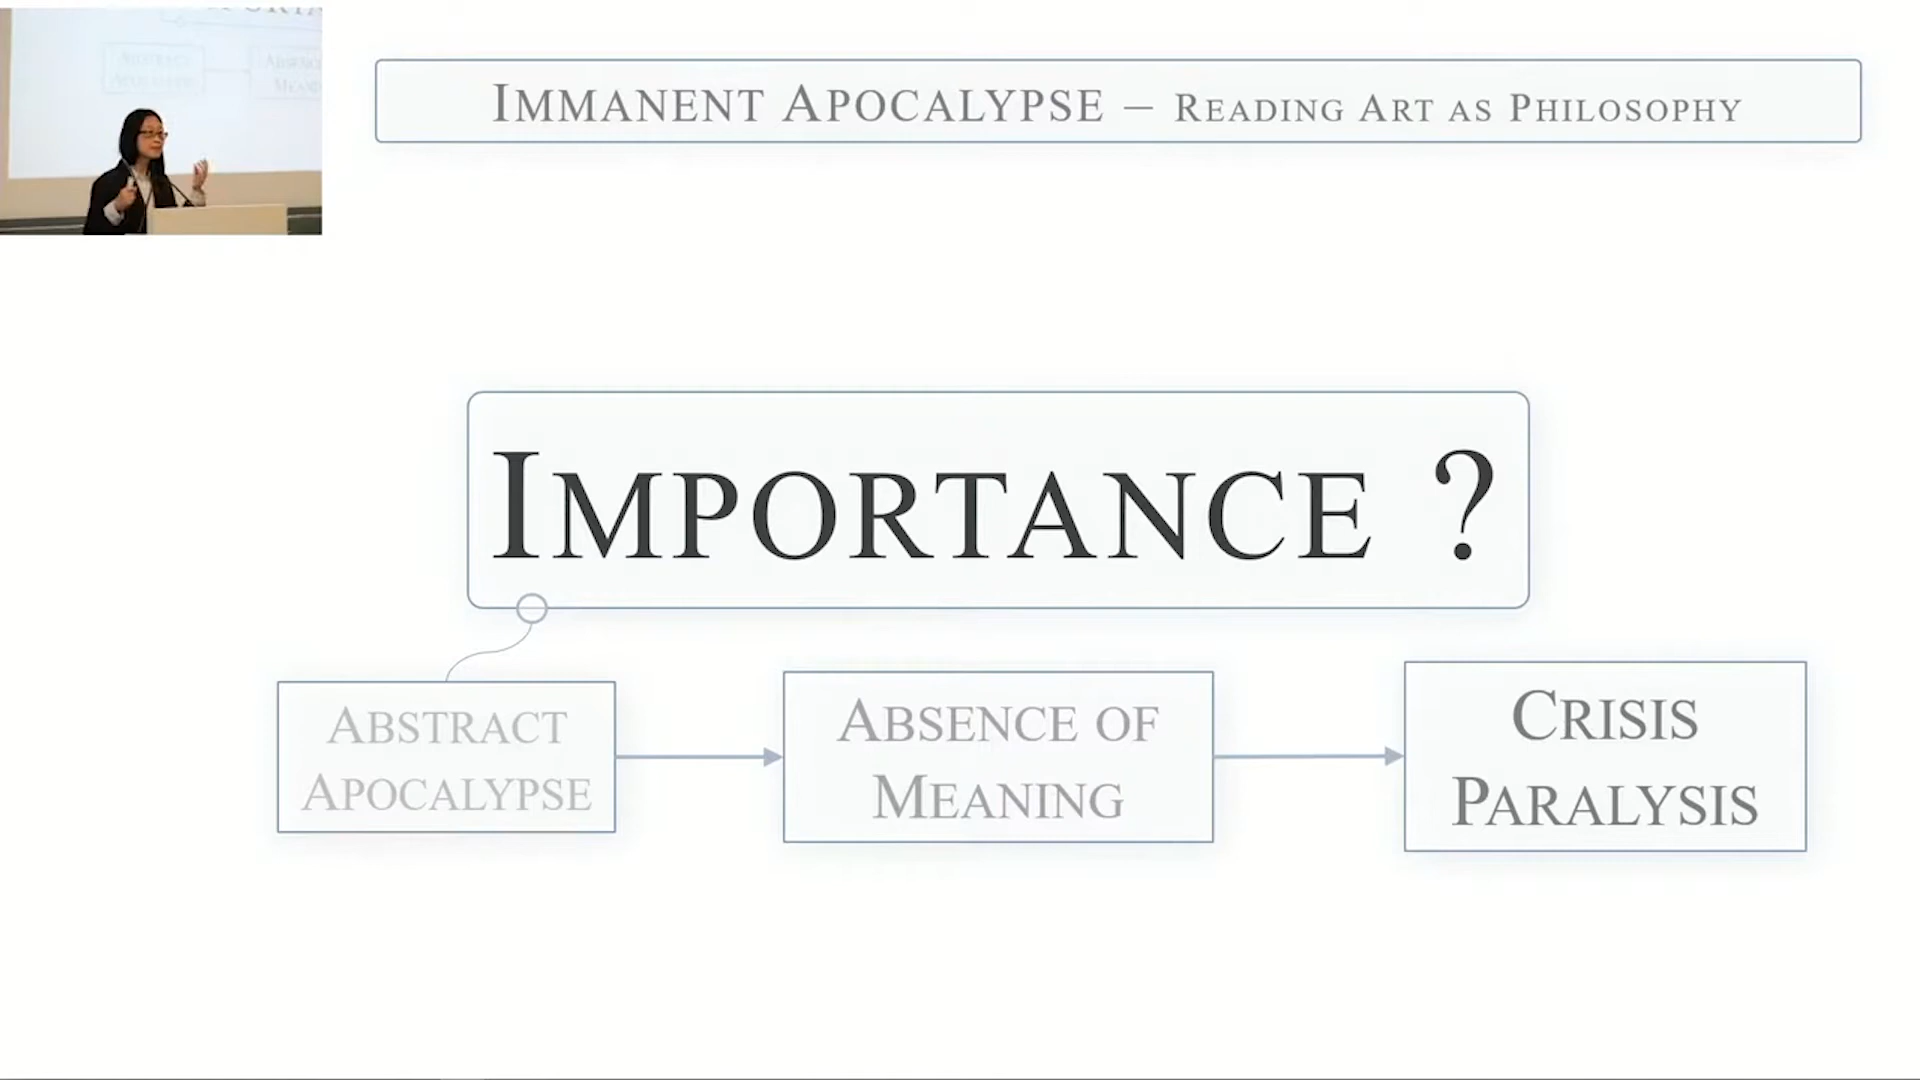 IMMANENT APOCALYPSE – READING ART AS PHILOSOPHY
IMPORTANCE ?
ABSTRACT
APOCALYPSE
ABSENCE OF
MEANING
CRISIS
PARALYSIS